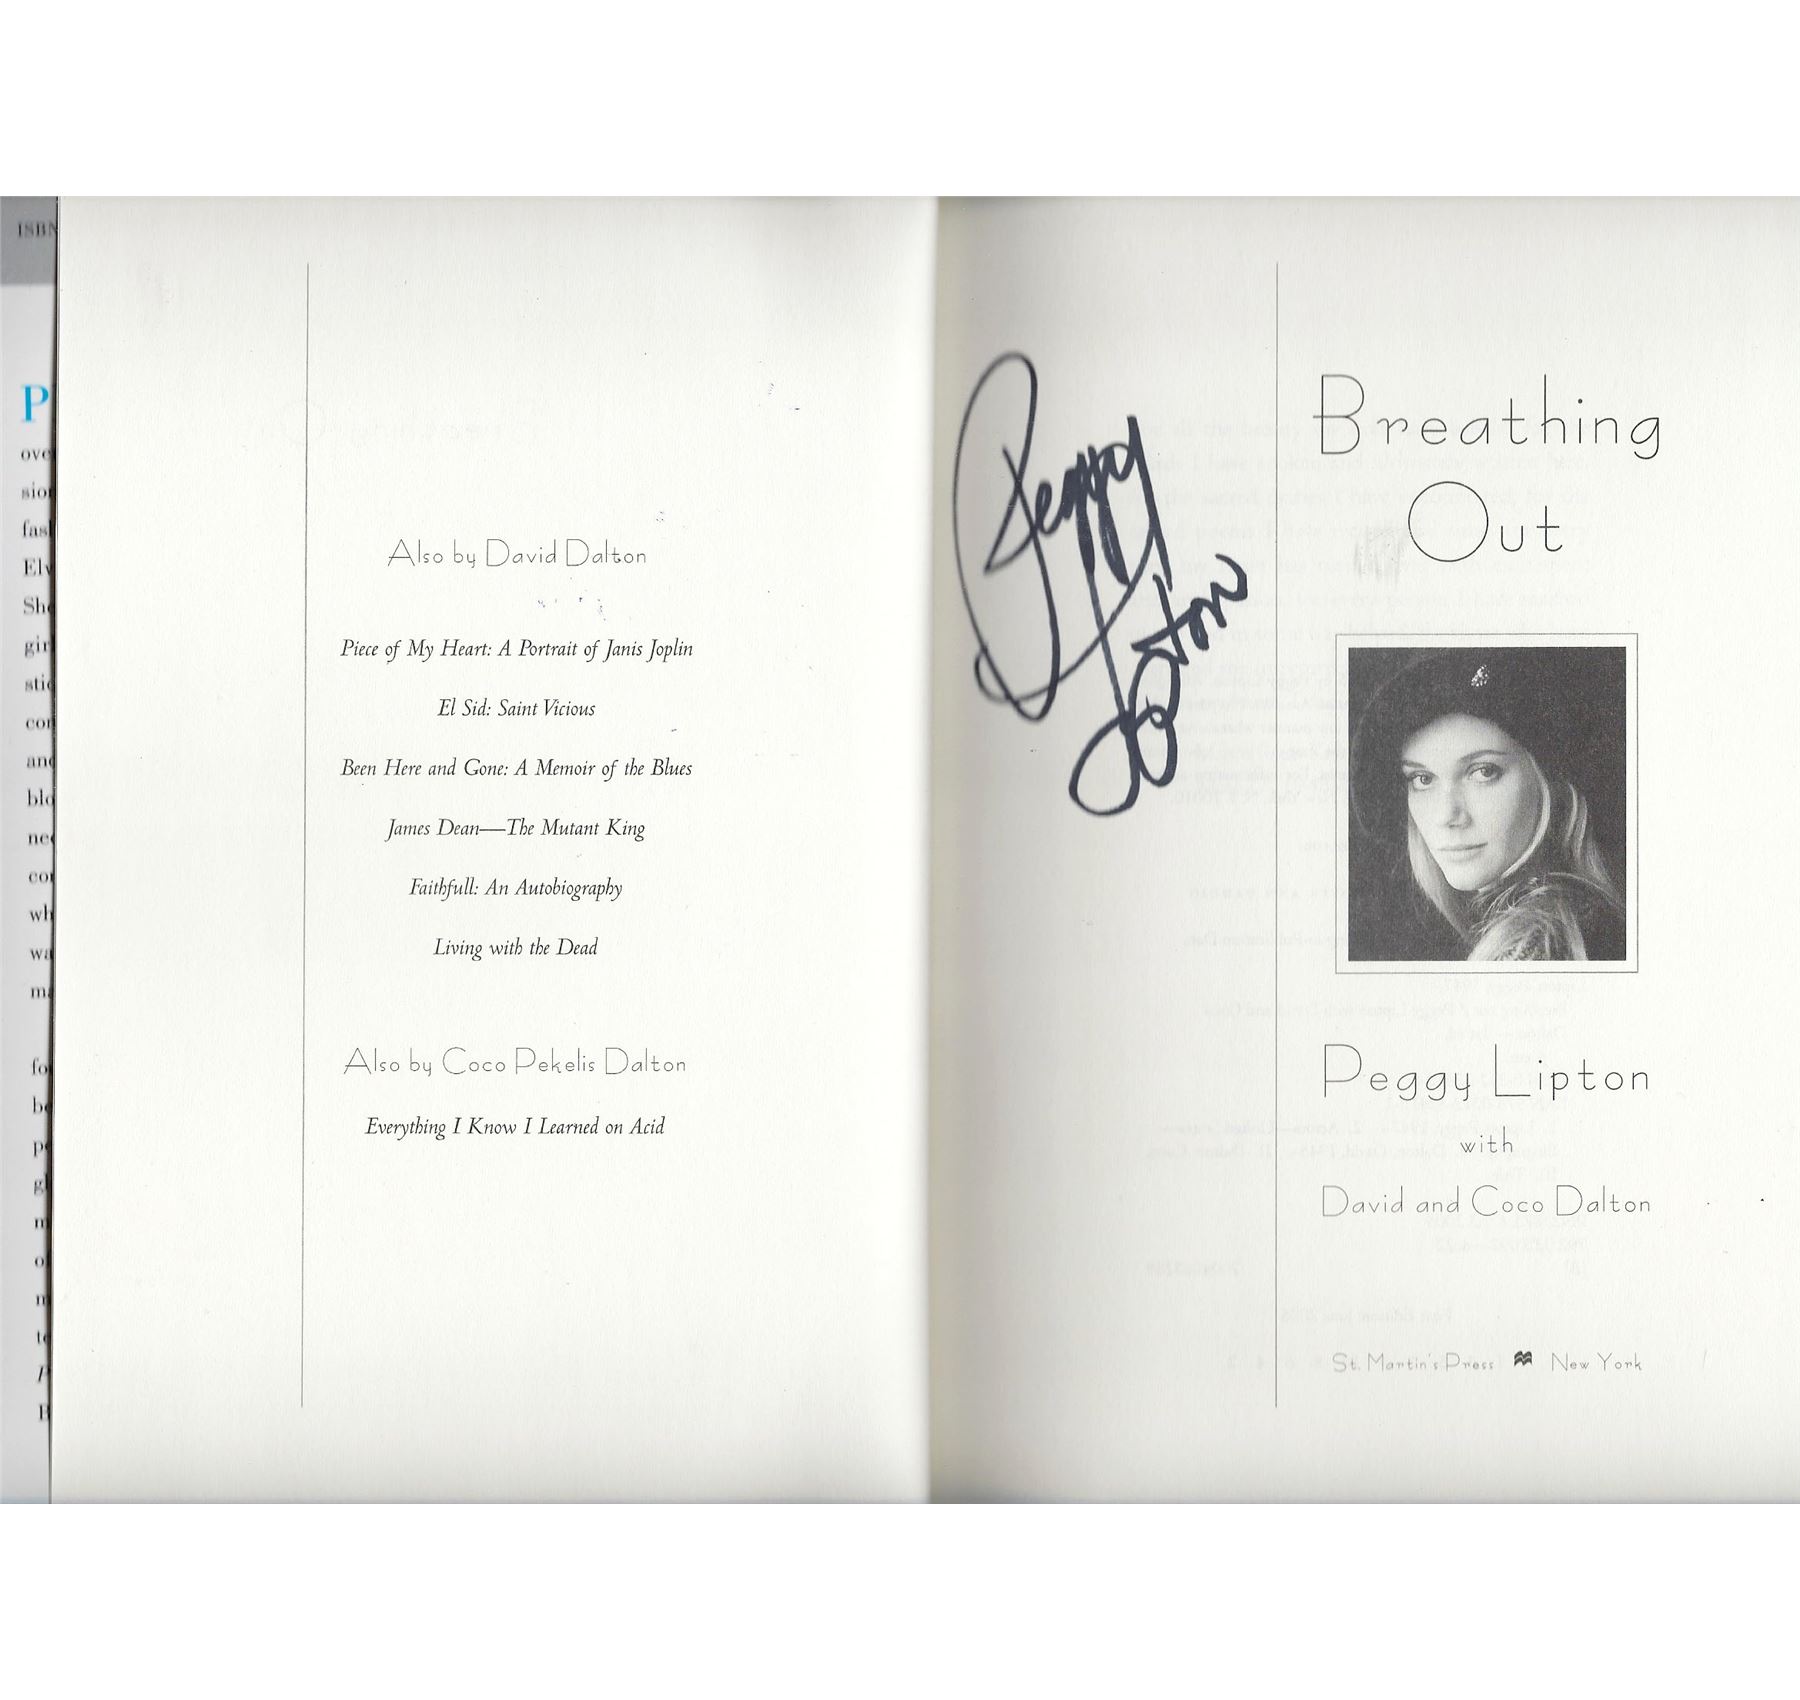 ISBN
P
Also by David Dalton
Piece of My Heart: A Portrait of Janis Joplin
El Sid: Saint Vicious
Been Here and Gone: A Memoir of the Blues
James Dean—The Mutant King
Faithfull: An Autobiography
Living with the Dead
Also by Coco Pekelis Dalton
Everything I Know I Learned on Acid
Peggy
Lipton
Breathing
Out
Peggy Lipton
with
David and Coco Dalton
St. Martin's Press New York